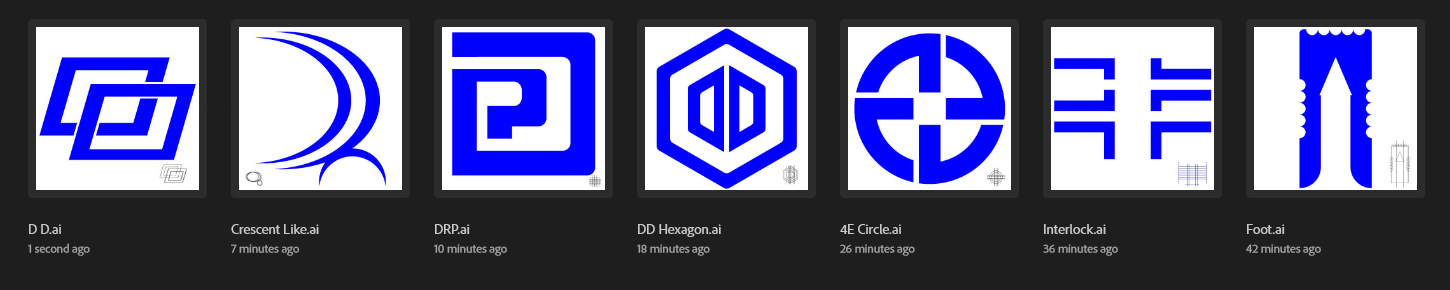 D D.ai
1 second ago
Crescent Like.ai
7 minutes ago
DRP.ai
10 minutes ago
DD Hexagon.ai
18 minutes ago
4E Circle.ai
26 minutes ago
Interlock.ai
36 minutes ago
Foot.ai
42 minutes ago